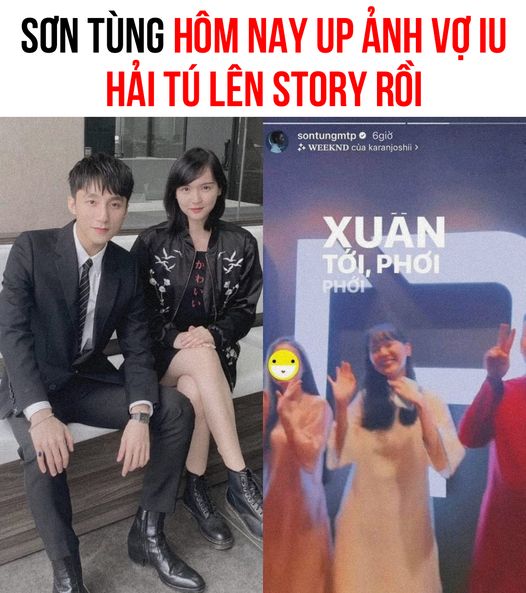 SƠN TÙNG HÔM NAY UP ẢNH VỢ IU
HẢI TÚ LÊN STORY RỒI
sontungmtp 6giờ
WEEKND của karanjoshii >
XUÂN
TỚI, PHƠI
PHỚI
かわいい